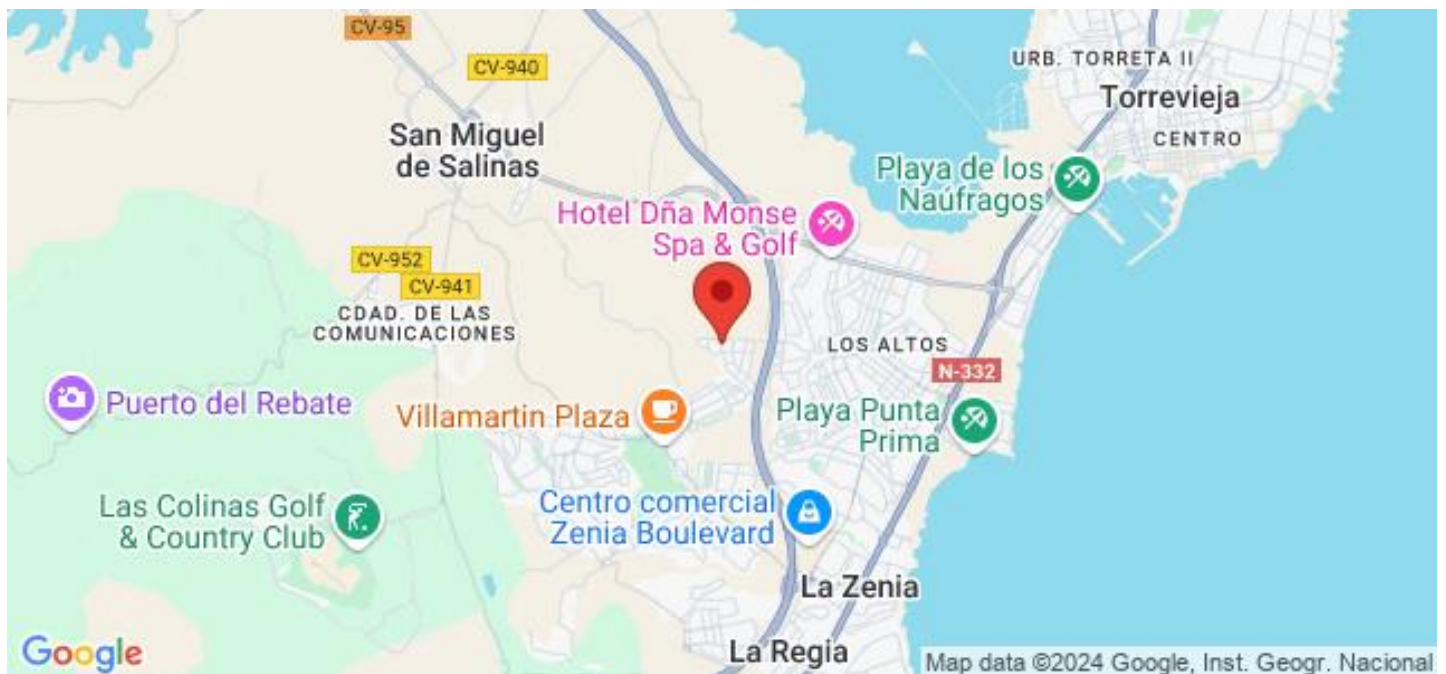 CV-95
CV-940
URB. TORRETA II
Torrevieja
CENTRO
San Miguel
de Salinas
Playa de los
Naúfragos
Hotel Dña Monse
Spa & Golf
CV-952
CV-941
CDAD. DE LAS
COMUNICACIONES
LOS ALTOS
N-332
Puerto del Rebate
Villamartin Plaza
Playa Punta
Prima
Las Colinas Golf
& Country Club
Centro comercial
Zenia Boulevard
La Zenia
La Regia
Google
Map data ©2024 Google, Inst. Geogr. Nacional